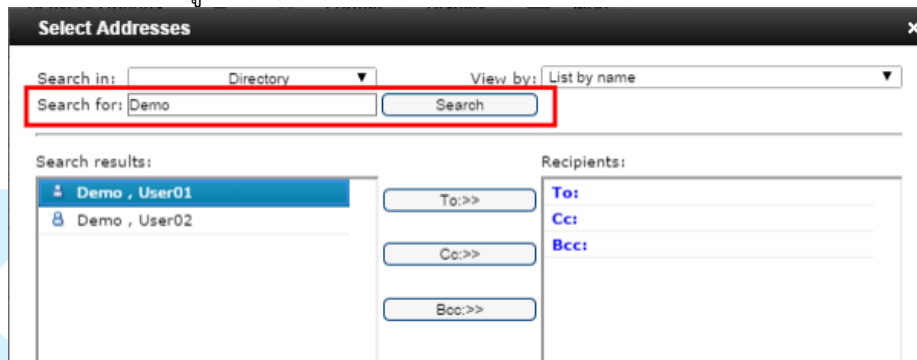 Select Addresses x
Search in: Directory ▼ View by: List by name ▼
Search for: Demo Search
Search results: Recipients:
Demo , User01 To:>> To:
Demo , User02 Cc:
Cc:>> Bcc:
Bcc:>>